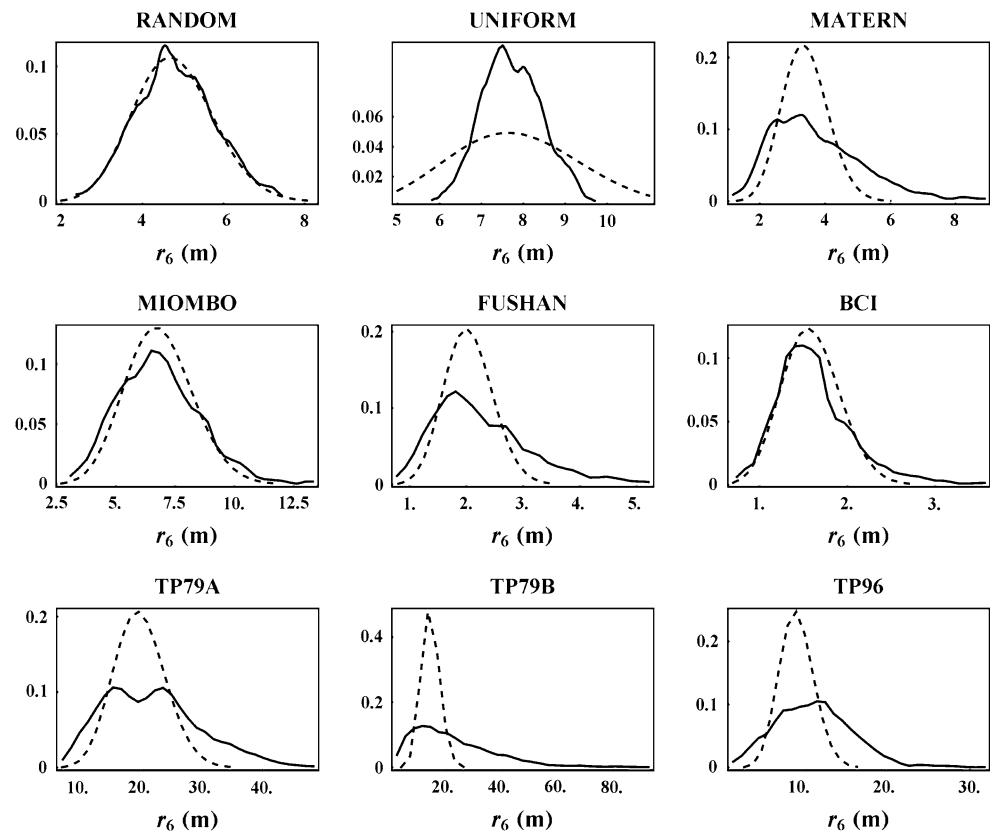 RANDOM UNIFORM MATERN
0.1 0.05 0 0.06 0.04 0.02 0.2 0.1 0
2 4 6 8 5 6 7 8 9 10 2 4 6 8
r6 (m) r6 (m) r6 (m)
MIOMBO FUSHAN BCI
0.1 0.05 0 0.2 0.1 0 0.1 0.05 0
2.5 5. 7.5 10. 12.5 1. 2. 3. 4. 5. 1. 2. 3.
r6 (m) r6 (m) r6 (m)
TP79A TP79B TP96
0.2 0.1 0 0.4 0.2 0 0.2 0.1 0
10. 20. 30. 40. 20. 40. 60. 80. 10. 20. 30.
r6 (m) r6 (m) r6 (m)